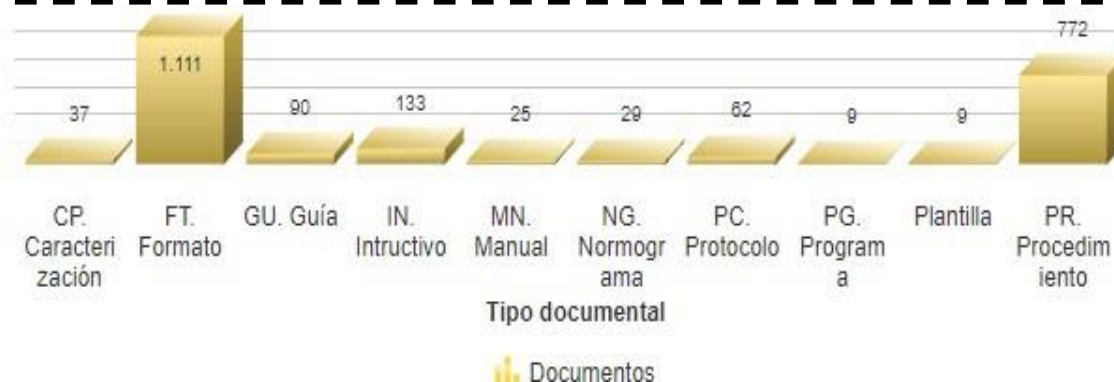 37
1.111
90
133
25
29
62
9
9
772
CP.
Caracteri
zación
FT.
Formato
GU. Guía
IN.
Intructivo
MN.
Manual
NG.
Normogr
ama
PC.
Protocolo
PG.
Program
a
Plantilla
PR.
Procedim
iento
Tipo documental
Documentos